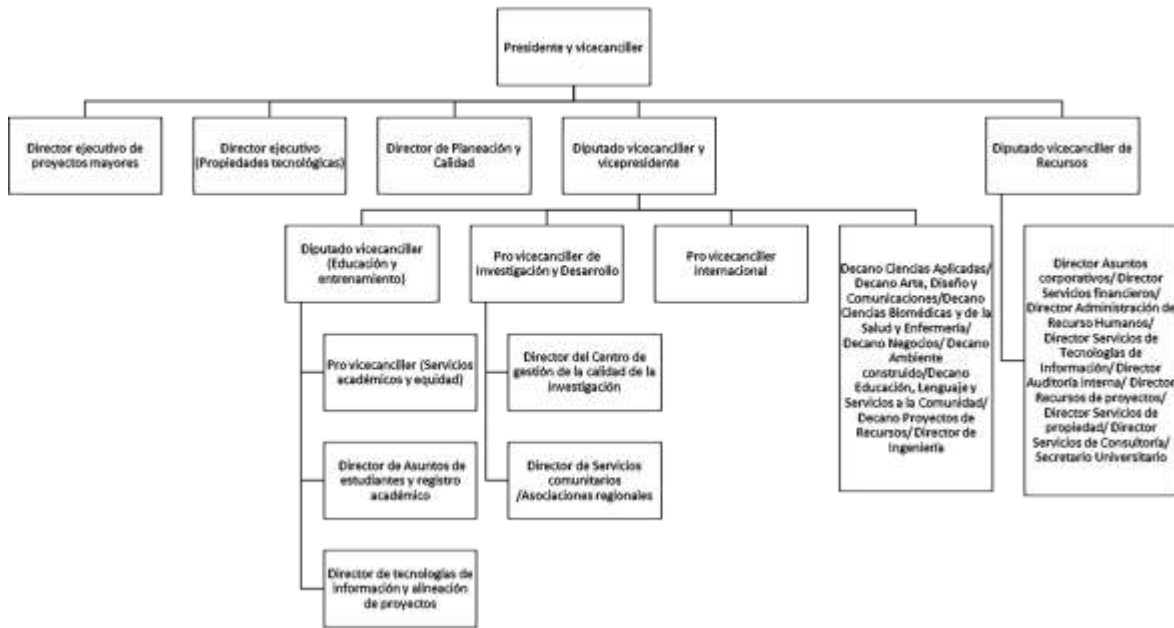 Presidente y vicecanciller
Director ejecutivo de
proyectos mayores
Director ejecutivo
(Propiedades tecnológicas)
Director de Planeación y
Calidad
Diputado vicecanciller y
vicepresidente
Diputado vicecanciller de
Recursos
Diputado vicecanciller
(Educación y
entrenamiento)
Pro vicecanciller de
Investigación y Desarrollo
Pro vicecanciller
internacional
Decano Ciencias Aplicadas/
Decano Arte, Diseño y
Comunicaciones/Decano
Ciencias Biomédicas y de la
Salud y Enfermería/
Decano Negocios/ Decano
Ambiente
construido/Decano
Educación, Lenguaje y
Servicios a la Comunidad/
Decano Proyectos de
Recursos/ Director de
Ingeniería
Director Asuntos
corporativos/ Director
Servicios financieros/
Director Administración de
Recurso Humanos/
Director Servicios de
Tecnologías de
Información/ Director
Auditoría interna/ Director
Recursos de proyectos/
Director Servicios de
propiedad/ Director
Servicios de Consultoría/
Secretario Universitario
Pro vicecanciller (Servicios
académicos y equidad)
Director del Centro de
gestión de la calidad de la
investigación
Director de Asuntos de
estudiantes y registro
académico
Director de Servicios
comunitarios
/Asociaciones regionales
Director de tecnologías de
información y alineación
de proyectos